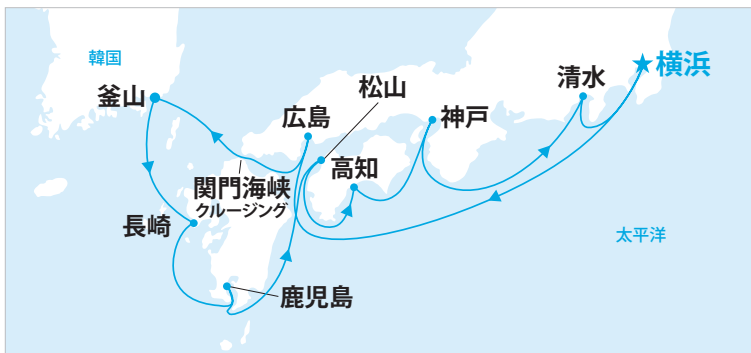 韓国
釜山
松山
広島
神戸
清水
★横浜
高知
関門海峡
クルージング
長崎
鹿児島
太平洋